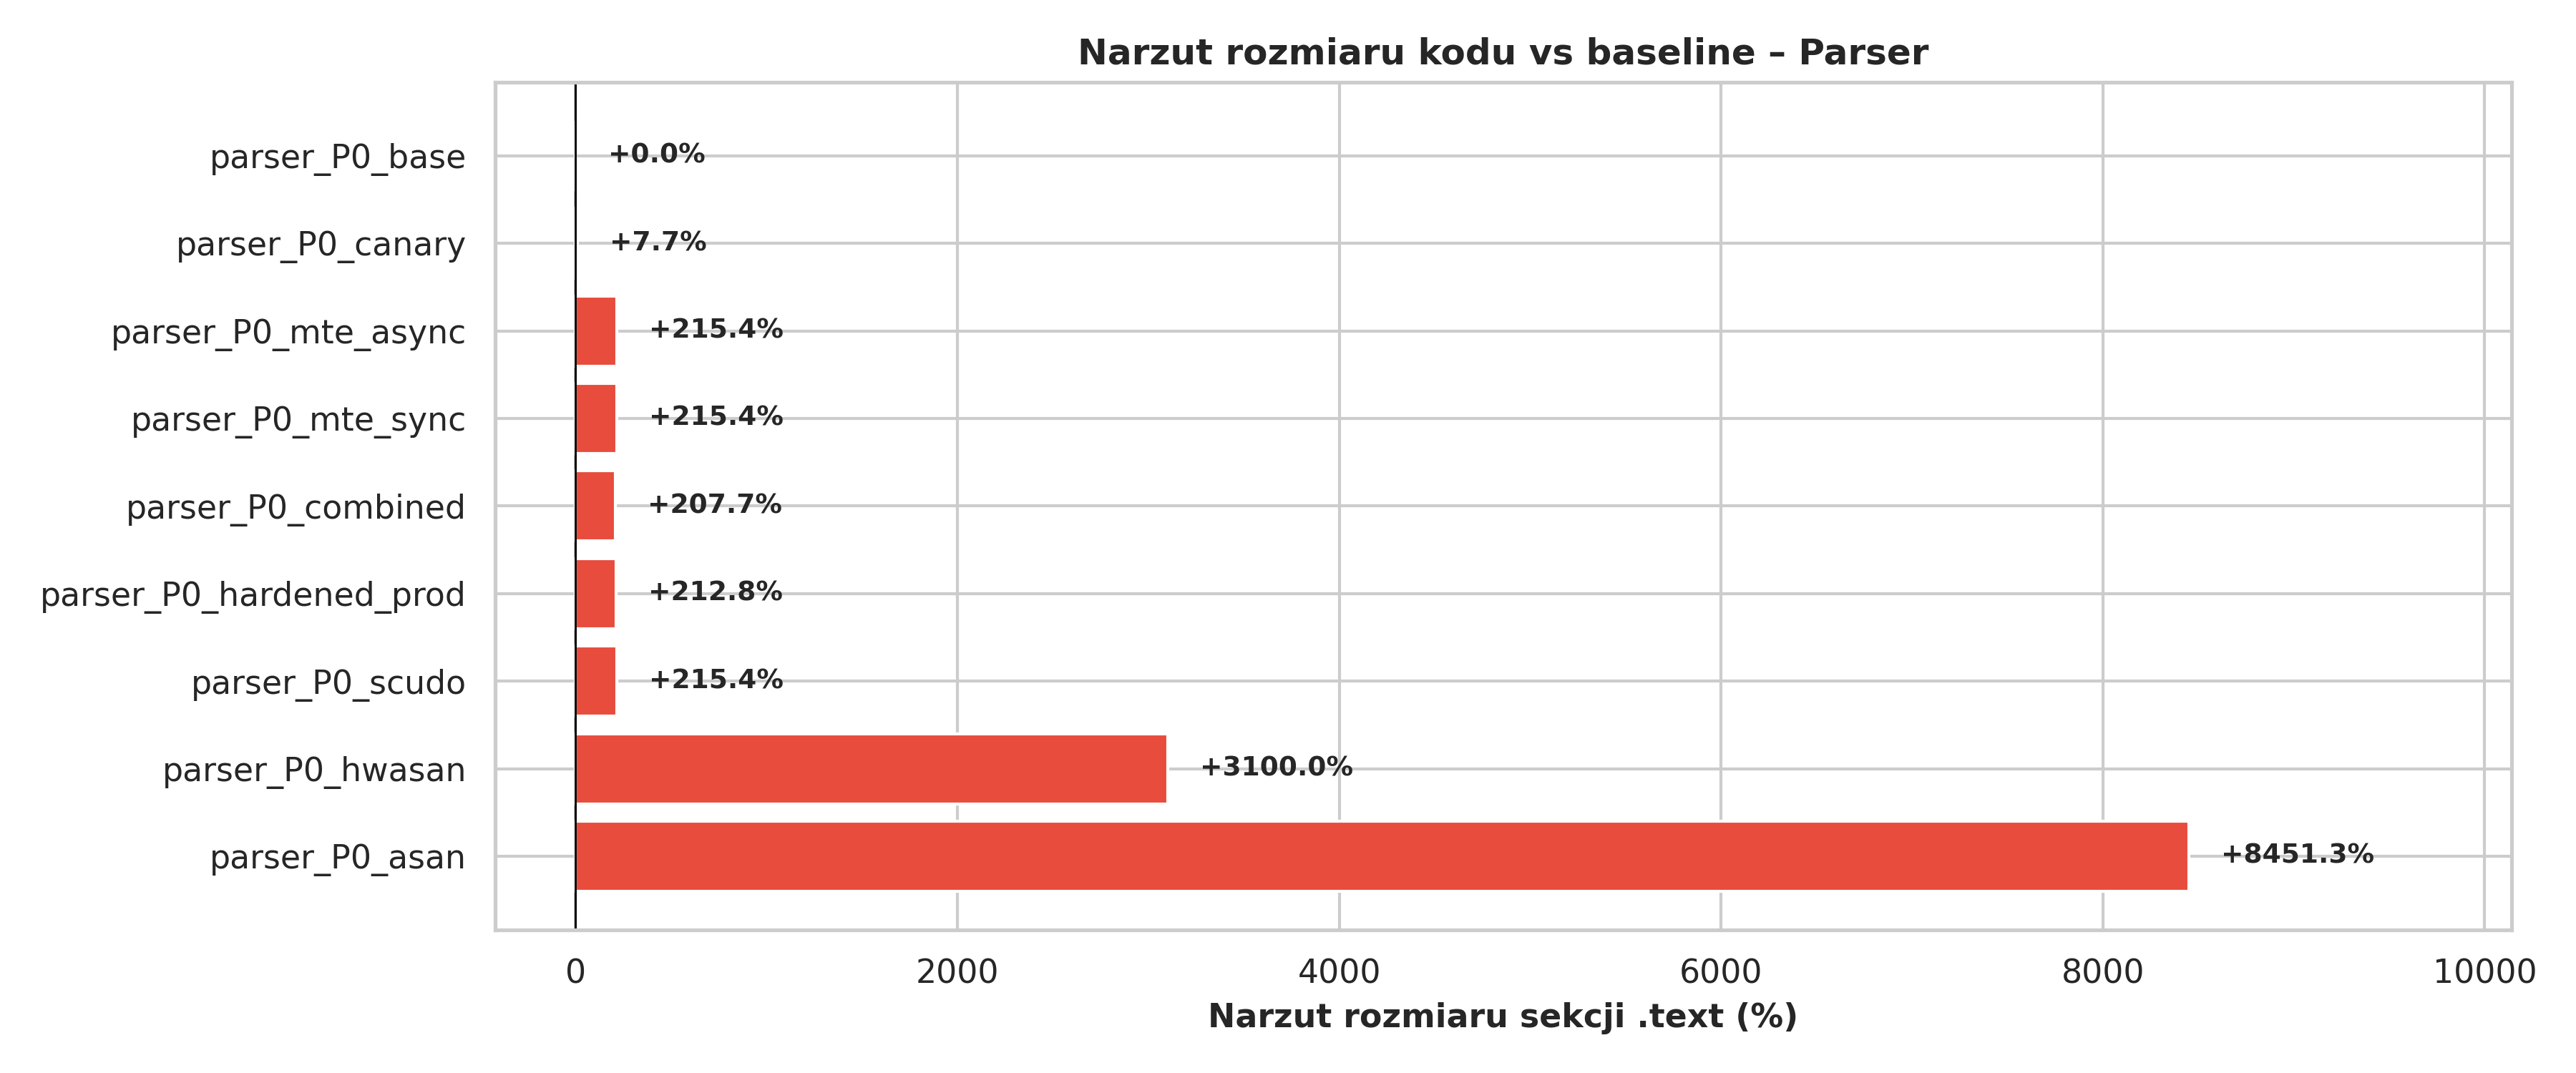 Narzut rozmiaru kodu vs baseline – Parser
parser_P0_base
+0.0%
parser_P0_canary
+7.7%
parser_P0_mte_async
+215.4%
parser_P0_mte_sync
+215.4%
parser_P0_combined
+207.7%
parser_P0_hardened_prod
+212.8%
parser_P0_scudo
+215.4%
parser_P0_hwasan
+3100.0%
parser_P0_asan
+8451.3%
0 2000 4000 6000 8000 10000
Narzut rozmiaru sekcji .text (%)